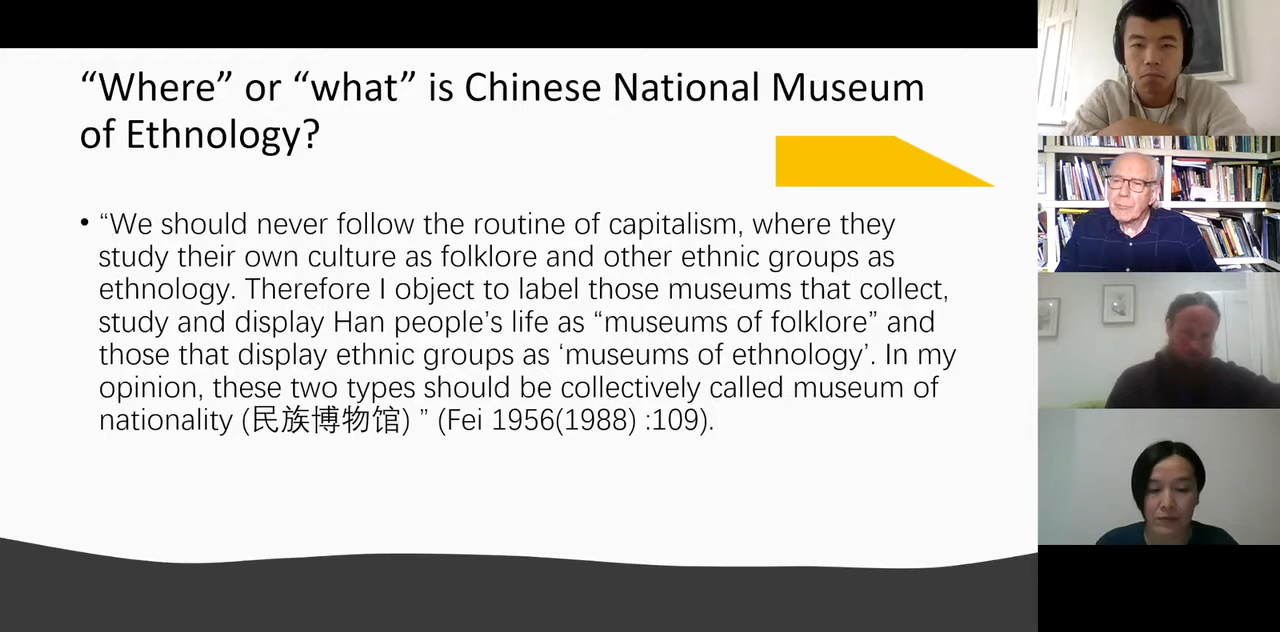 “Where” or “what” is Chinese National Museum
of Ethnology?
• “We should never follow the routine of capitalism, where they
study their own culture as folklore and other ethnic groups as
ethnology. Therefore I object to label those museums that collect,
study and display Han people’s life as “museums of folklore” and
those that display ethnic groups as ‘museums of ethnology’. In my
opinion, these two types should be collectively called museum of
nationality (民族博物馆) ” (Fei 1956(1988) :109).